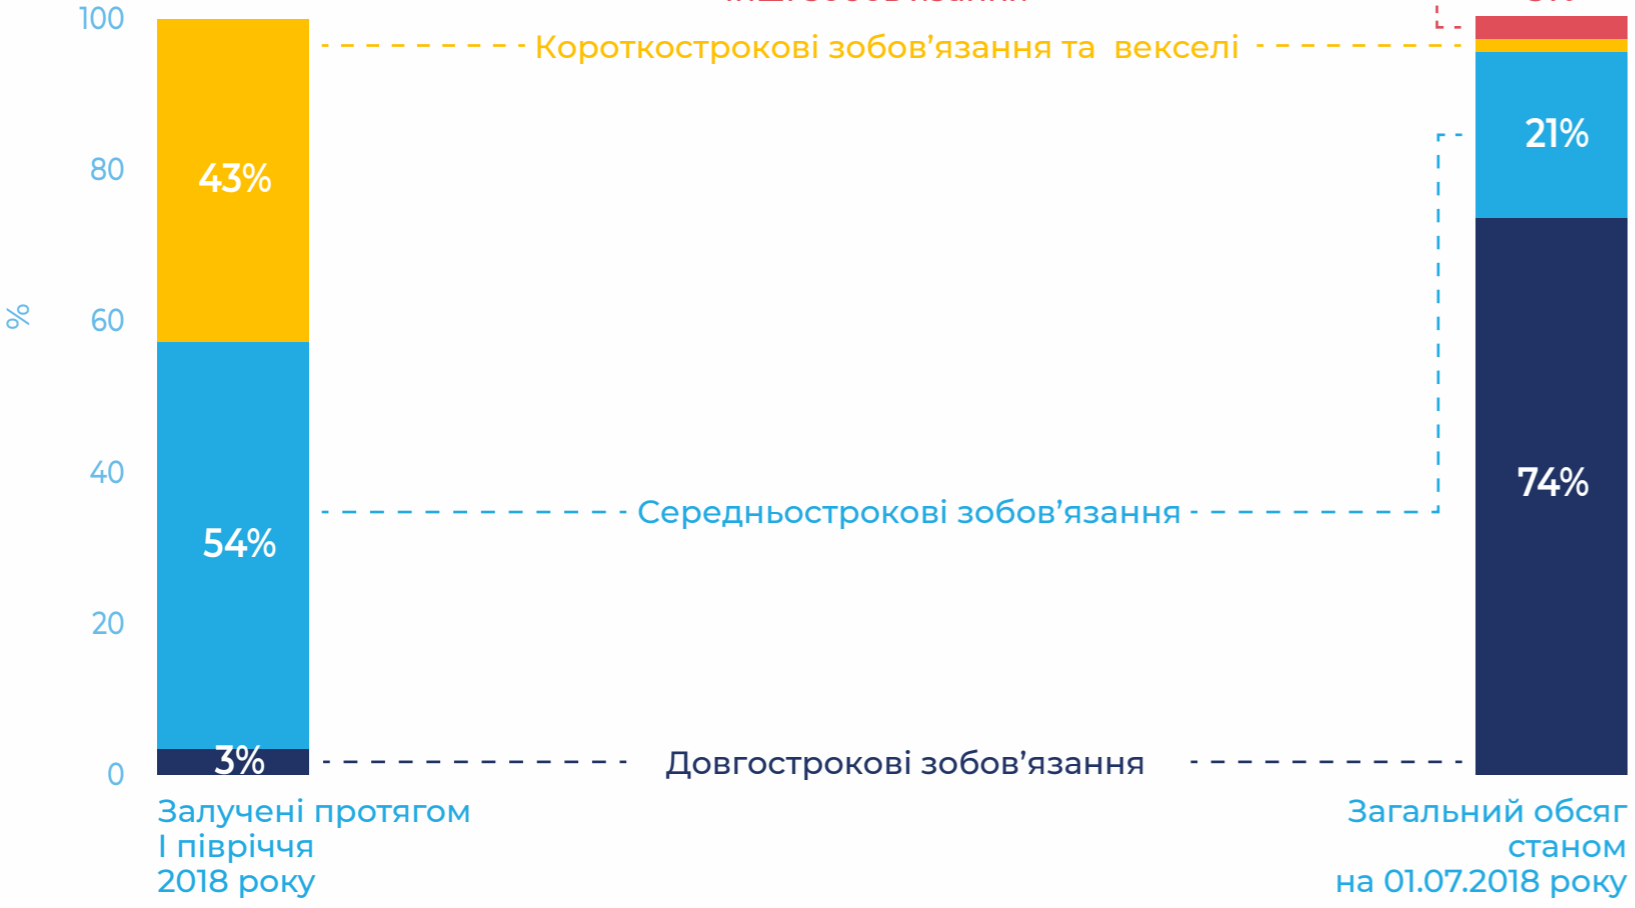 100
Короткострокові зобов’язання та векселі
43%
21%
80
%
60
40
74%
Середньострокові зобов’язання
54%
20
3%
Довгострокові зобов’язання
0
Залучені протягом
І півріччя
2018 року
Загальний обсяг
станом
на 01.07.2018 року